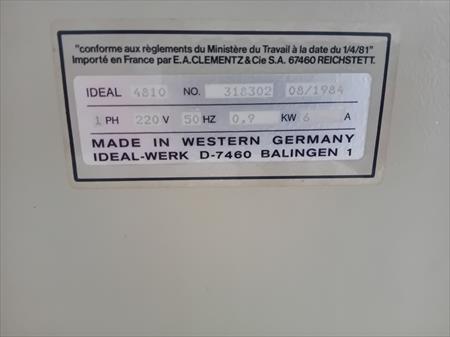 "conforme aux règlements du Ministère du Travail à la date du 1/4/81"
Importé en France par E.A.CLEMENTZ & Cie S.A. 67460 REICHSTETT.
IDEAL 4810 NO. 318302 08/1984
1 PH 220 V 50 HZ 0,9 KW 6 A
MADE IN WESTERN GERMANY
IDEAL-WERK D-7460 BALINGEN 1